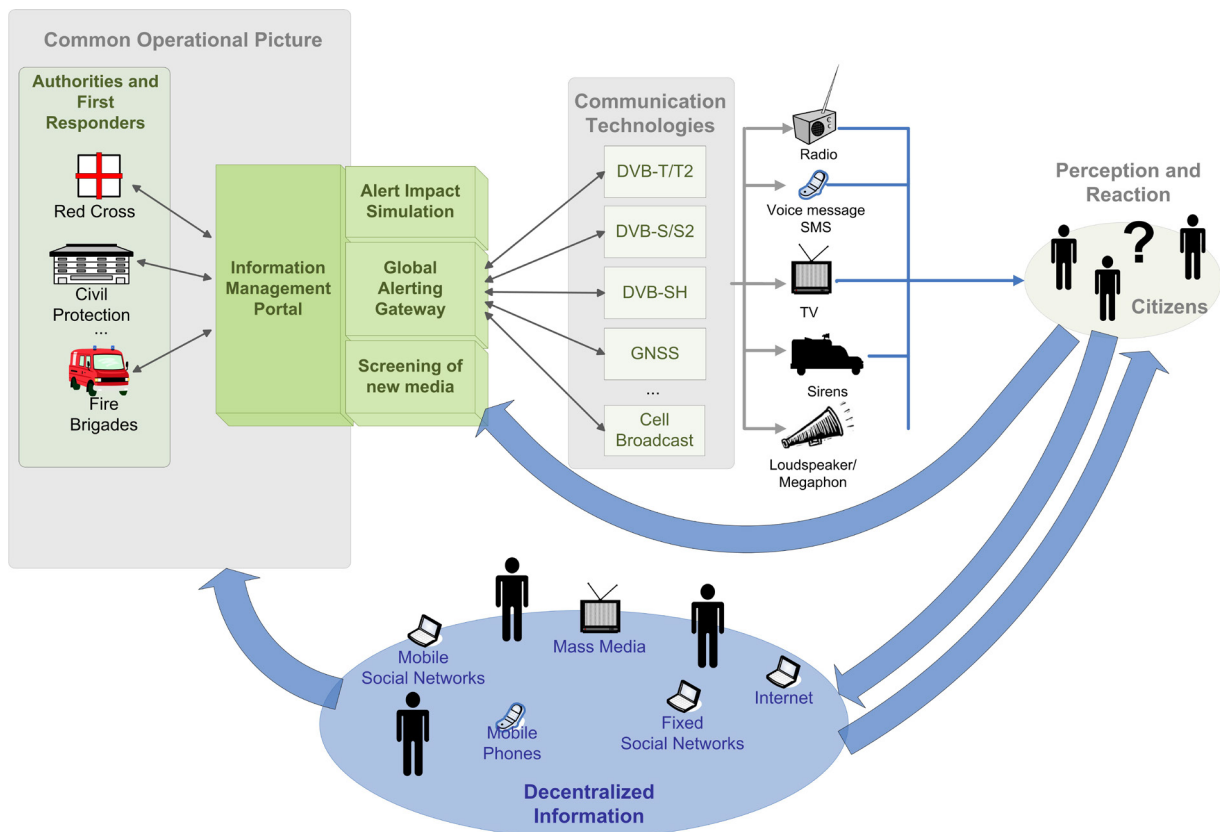 Common Operational Picture
Authorities and
First
Responders
Red Cross
Civil
Protection
...
Fire
Brigades
Information
Management
Portal
Alert Impact
Simulation
Global
Alerting
Gateway
Screening of
new media
Communication
Technologies
DVB-T/T2
DVB-S/S2
DVB-SH
GNSS
...
Cell
Broadcast
Radio
Voice message
SMS
TV
Sirens
Loudspeaker/
Megaphon
Perception and
Reaction
?
Citizens
Mobile
Social Networks
Mass Media
Internet
Mobile
Phones
Fixed
Social Networks
Decentralized
Information